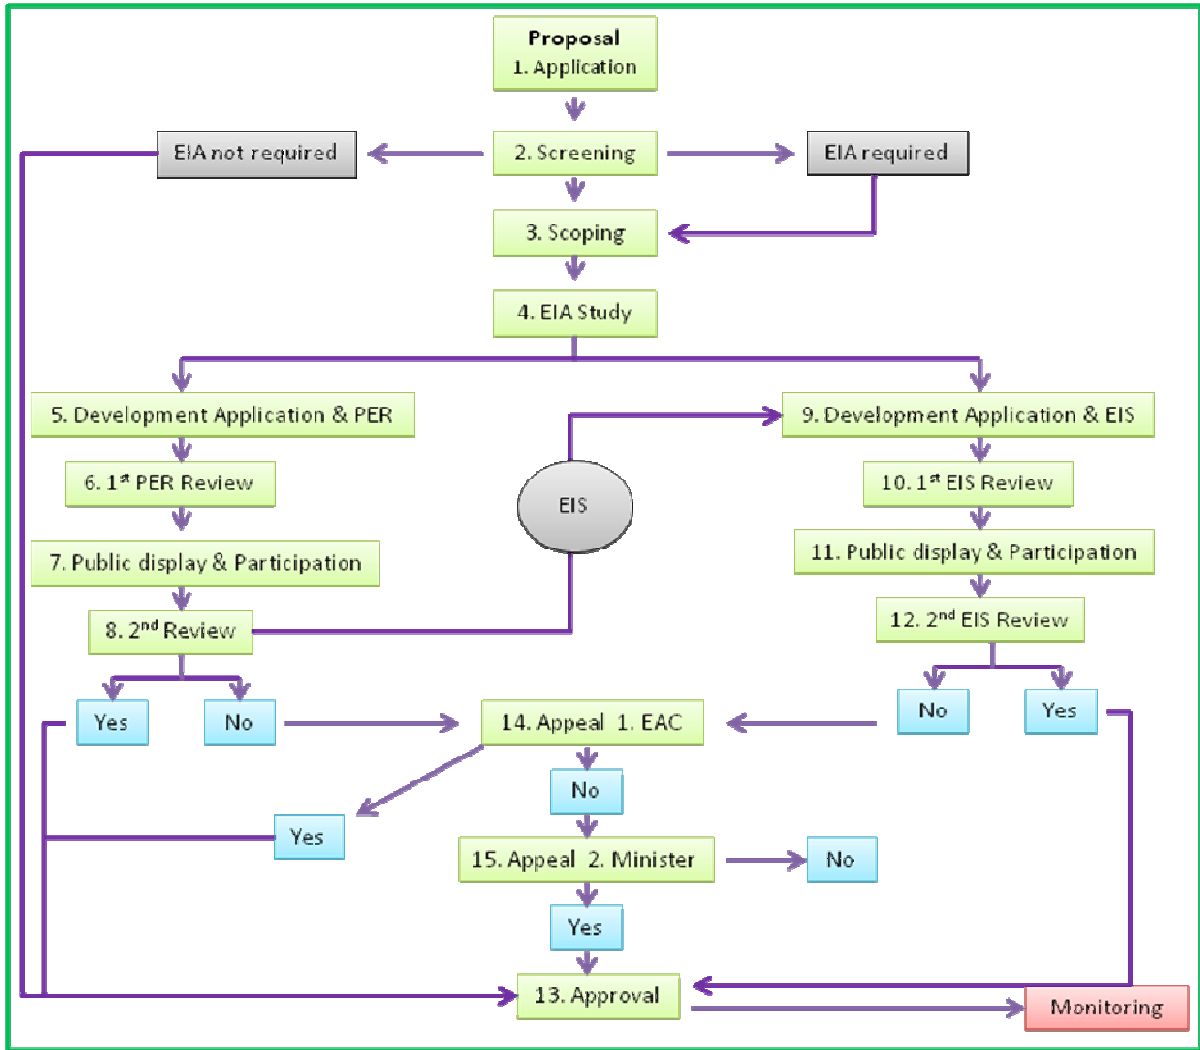 Proposal
1. Application
EIA not required
2. Screening
EIA required
3. Scoping
4. EIA Study
5. Development Application & PER
9. Development Application & EIS
6. 1st PER Review
EIS
10. 1st EIS Review
7. Public display & Participation
11. Public display & Participation
8. 2nd Review
12. 2nd EIS Review
Yes
No
14. Appeal 1. EAC
No
Yes
No
Yes
15. Appeal 2. Minister
No
Yes
13. Approval
Monitoring